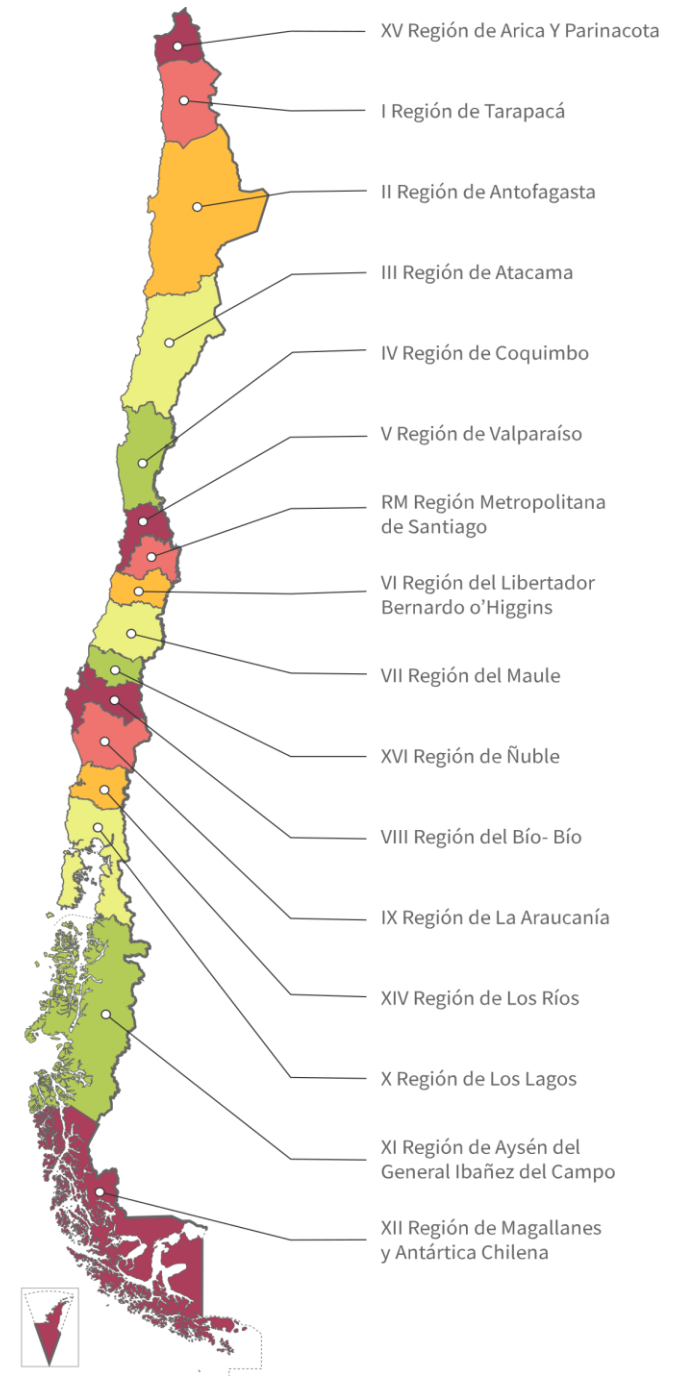 XV Región de Arica Y Parinacota
I Región de Tarapacá
II Región de Antofagasta
III Región de Atacama
IV Región de Coquimbo
V Región de Valparaíso
RM Región Metropolitana
de Santiago
VI Región del Libertador
Bernardo o’Higgins
VII Región del Maule
XVI Región de Ñuble
VIII Región del Bío- Bío
IX Región de La Araucanía
XIV Región de Los Ríos
X Región de Los Lagos
XI Región de Aysén del
General Ibañez del Campo
XII Región de Magallanes
y Antártica Chilena